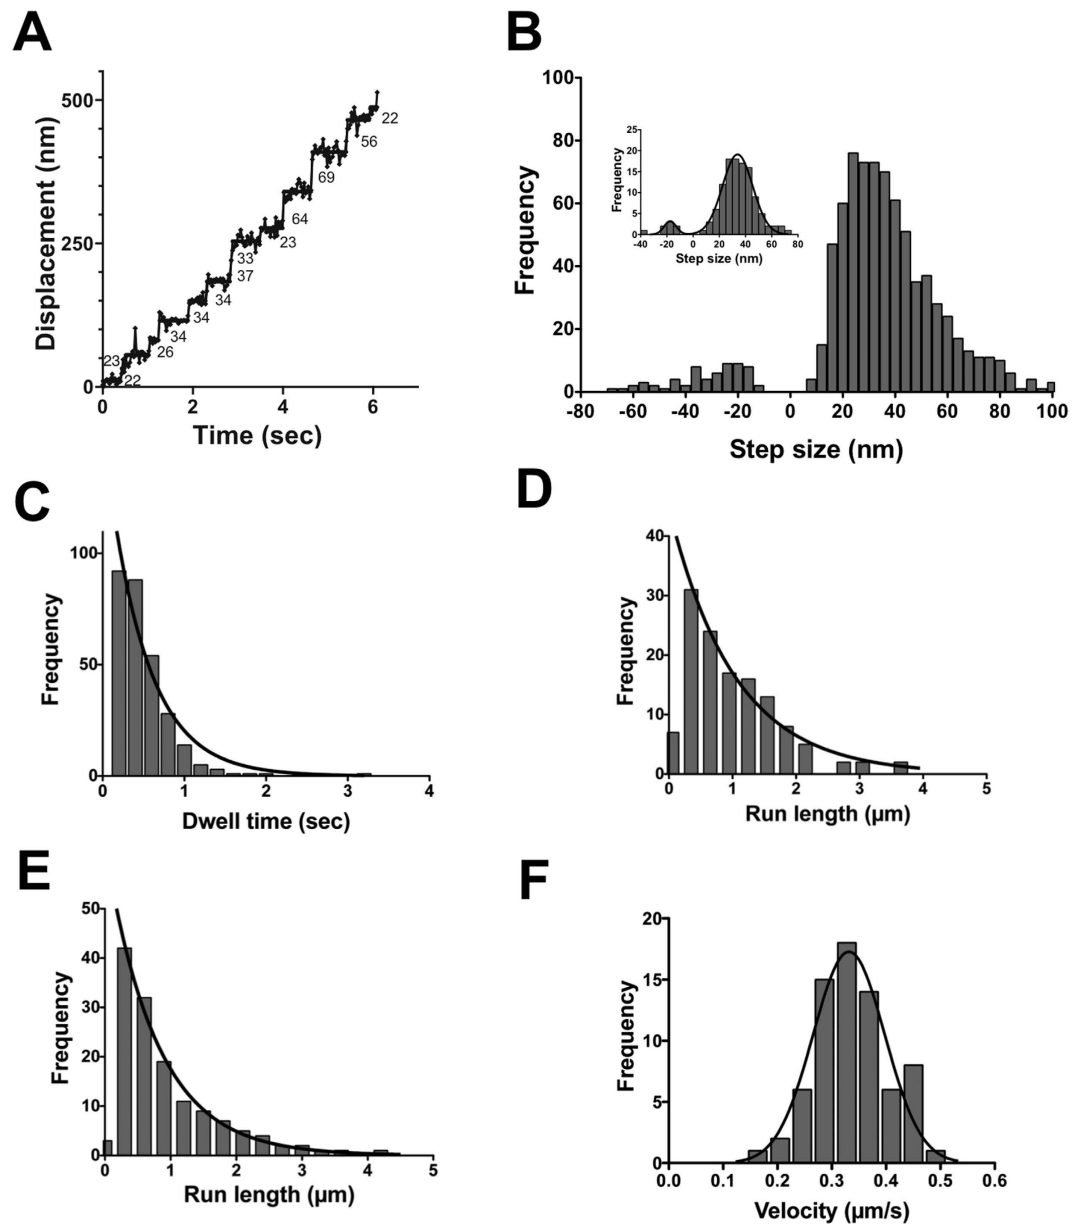 A
Displacement (nm)
500
250
0
22
56
69
64
23
33
37
34
34
34
26
23
22
0 2 4 6
Time (sec)
B
Frequency
100
80
60
40
20
0
-80 -60 -40 -20 0 20 40 60 80 100
Step size (nm)
Frequency
25
20
15
10
5
0
-40 -20 0 20 40 60 80
Step size (nm)
C
Frequency
100
50
0
0 1 2 3 4
Dwell time (sec)
D
Frequency
40
30
20
10
0
0 1 2 3 4 5
Run length (µm)
E
Frequency
50
40
30
20
10
0
0 1 2 3 4 5
Run length (µm)
F
Frequency
20
15
10
5
0
0.0 0.1 0.2 0.3 0.4 0.5 0.6
Velocity (µm/s)